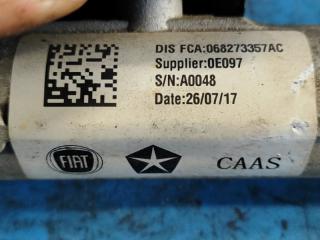 DIS FCA:068273357AC
Supplier:0E097
S/N:A0048
Date:26/07/17
FIAT
CAAS